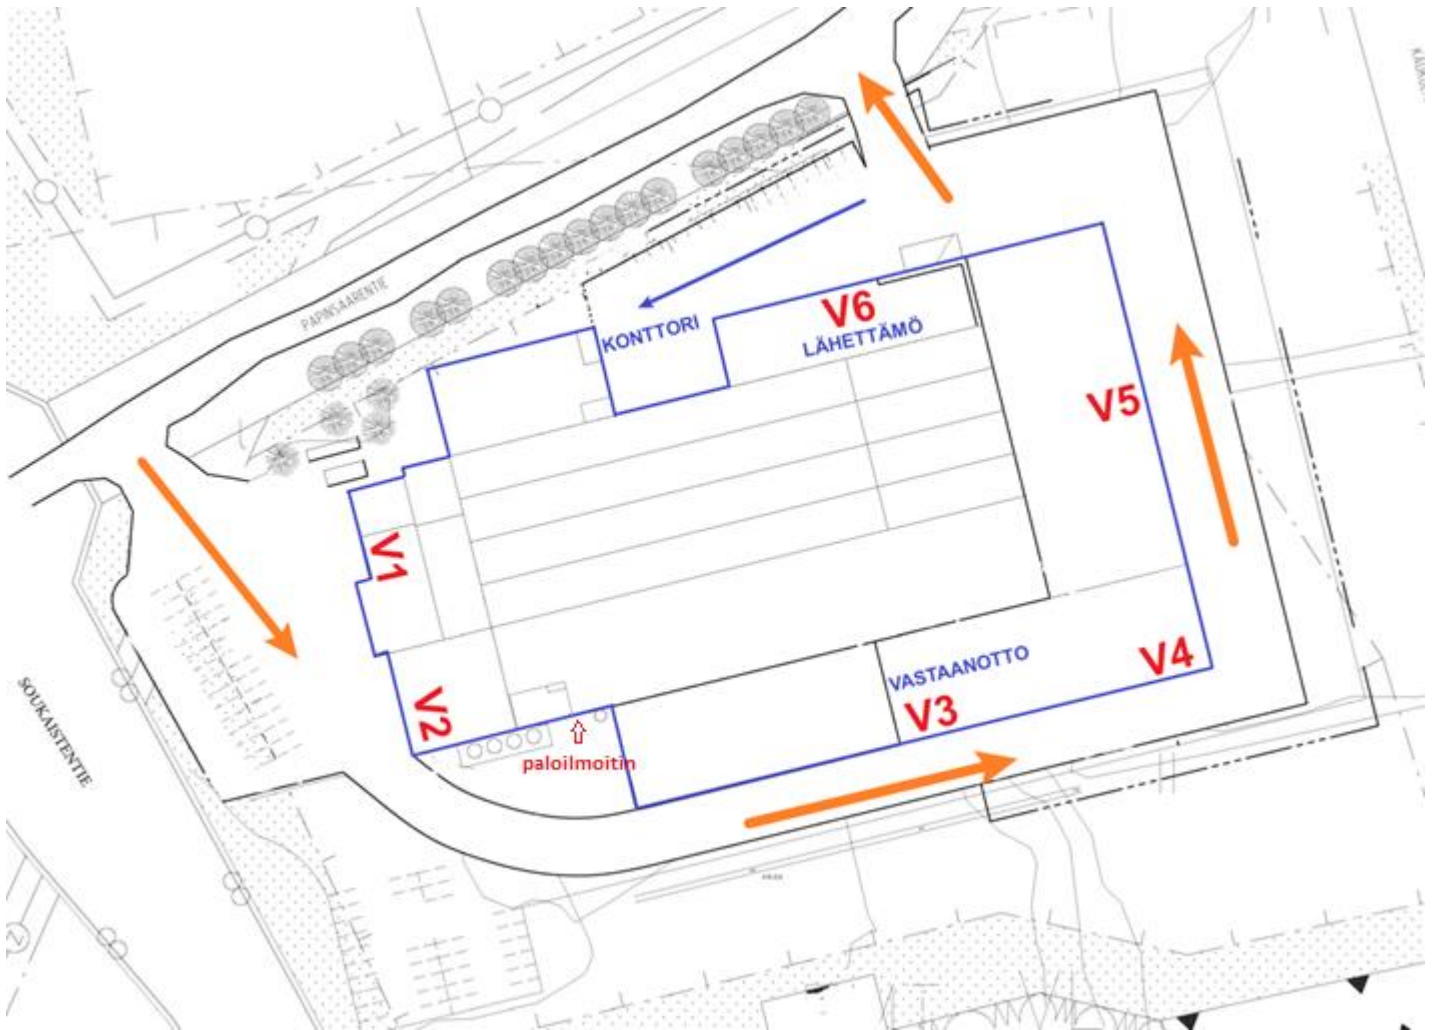 PAPINSAARENTIE
KONTTORI
V6
LÄHETTÄMÖ
V5
V1
V2
VASTAANOTTO
V4
V3
paloilmoitin
SOUKAISTENTIE